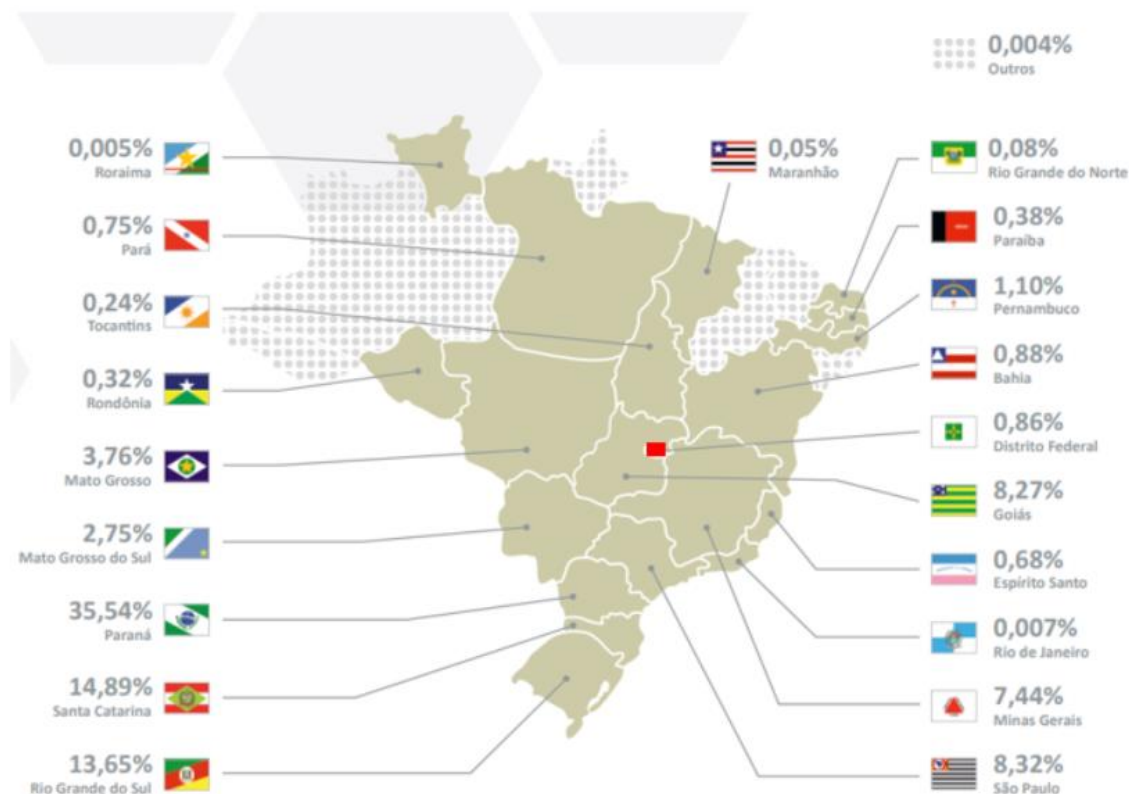 0,004%
Outros
0,005%
Roraima
0,75%
Pará
0,24%
Tocantins
0,32%
Rondônia
3,76%
Mato Grosso
2,75%
Mato Grosso do Sul
35,54%
Paraná
14,89%
Santa Catarina
13,65%
Rio Grande do Sul
0,05%
Maranhão
0,08%
Rio Grande do Norte
0,38%
Paraíba
1,10%
Pernambuco
0,88%
Bahia
0,86%
Distrito Federal
8,27%
Goiás
0,68%
Espírito Santo
0,007%
Rio de Janeiro
7,44%
Minas Gerais
8,32%
São Paulo